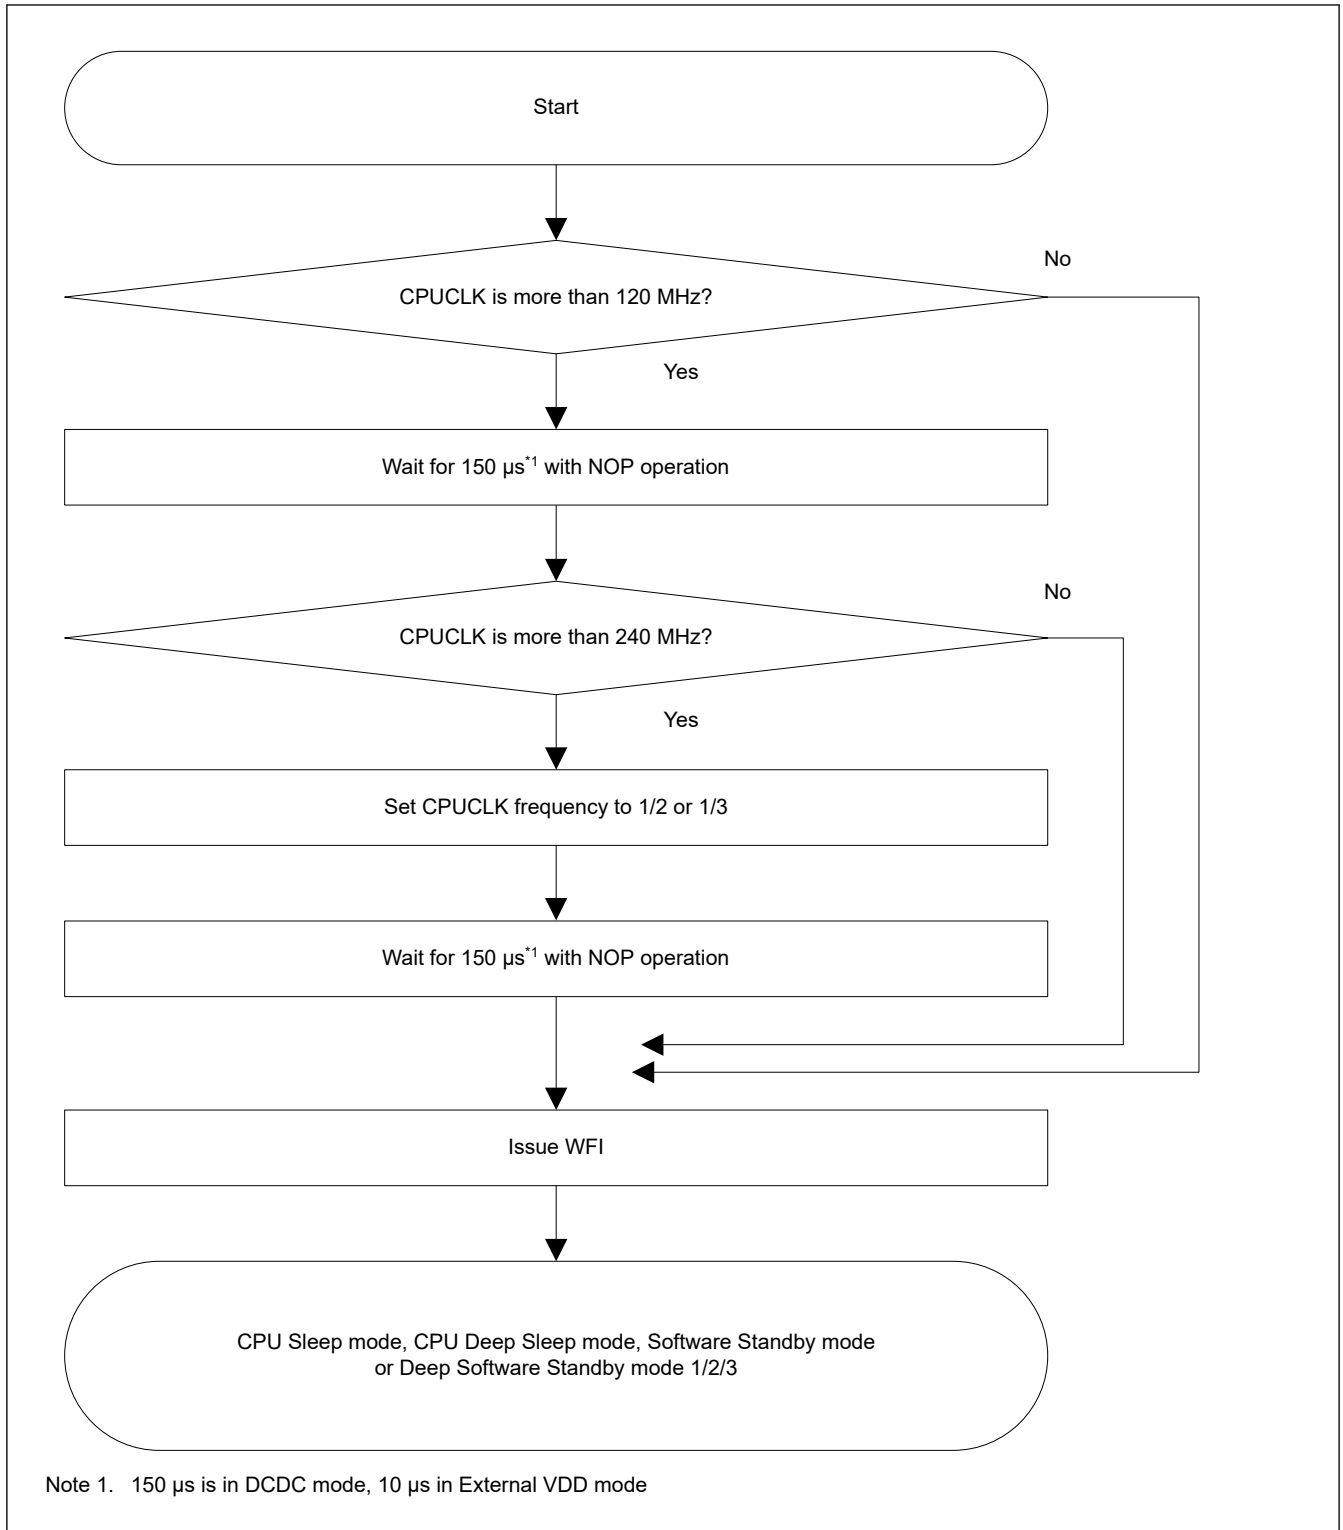 Start
No
CPUCLK is more than 120 MHz?
Yes
Wait for 150 µs*1 with NOP operation
No
CPUCLK is more than 240 MHz?
Yes
Set CPUCLK frequency to 1/2 or 1/3
Wait for 150 µs*1 with NOP operation
Issue WFI
CPU Sleep mode, CPU Deep Sleep mode, Software Standby mode
or Deep Software Standby mode 1/2/3
Note 1. 150 µs is in DCDC mode, 10 µs in External VDD mode